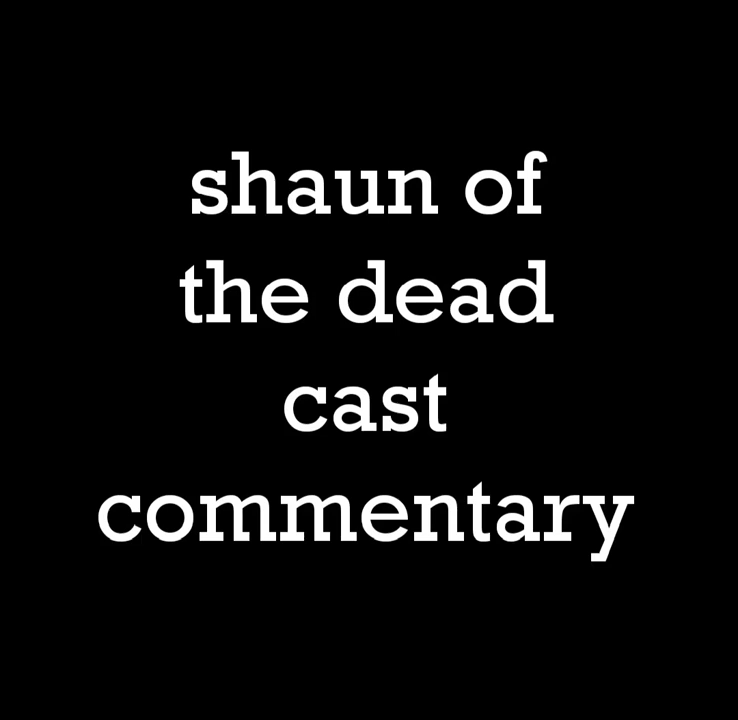 shaun of
the dead
cast
commentary